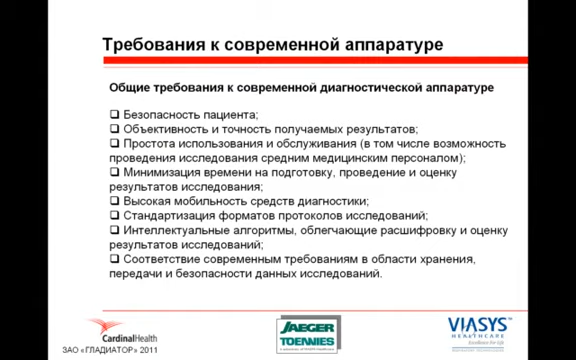 Требования к современной аппаратуре
Общие требования к современной диагностической аппаратуре
❑ Безопасность пациента;
❑ Объективность и точность получаемых результатов;
❑ Простота использования и обслуживания (в том числе возможность
проведения исследования средним медицинским персоналом);
❑ Минимизация времени на подготовку, проведение и оценку
результатов исследования;
❑ Высокая мобильность средств диагностики;
❑ Стандартизация форматов протоколов исследований;
❑ Интеллектуальные алгоритмы, облегчающие расшифровку и оценку
результатов исследований;
❑ Соответствие современным требованиям в области хранения,
передачи и безопасности данных исследований.
CardinalHealth
ЗАО «ГЛАДИАТОР» 2011
JAEGER
TOENNIES
VIASYS
HEALTHCARE
Excellence for life